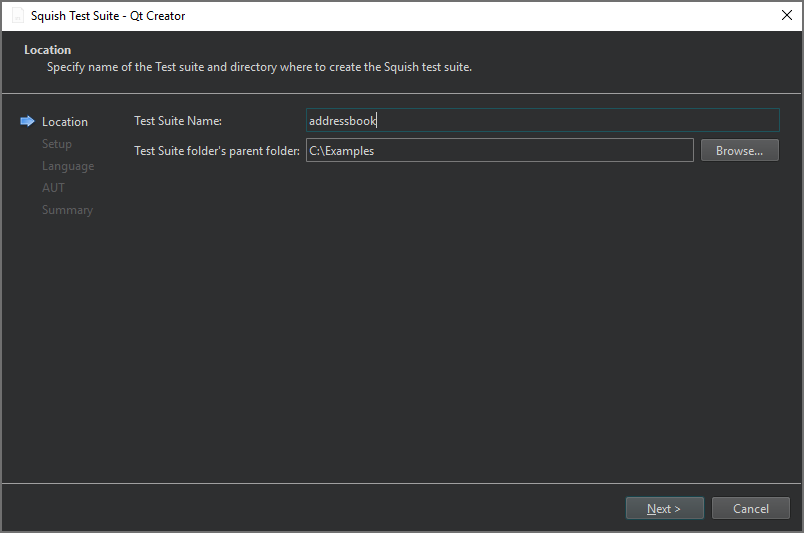 Squish Test Suite - Qt Creator
Location
Specify name of the Test suite and directory where to create the Squish test suite.
Location
Setup
Language
AUT
Summary
Test Suite Name: addressbook
Test Suite folder's parent folder: C:\Examples Browse...
Next > Cancel